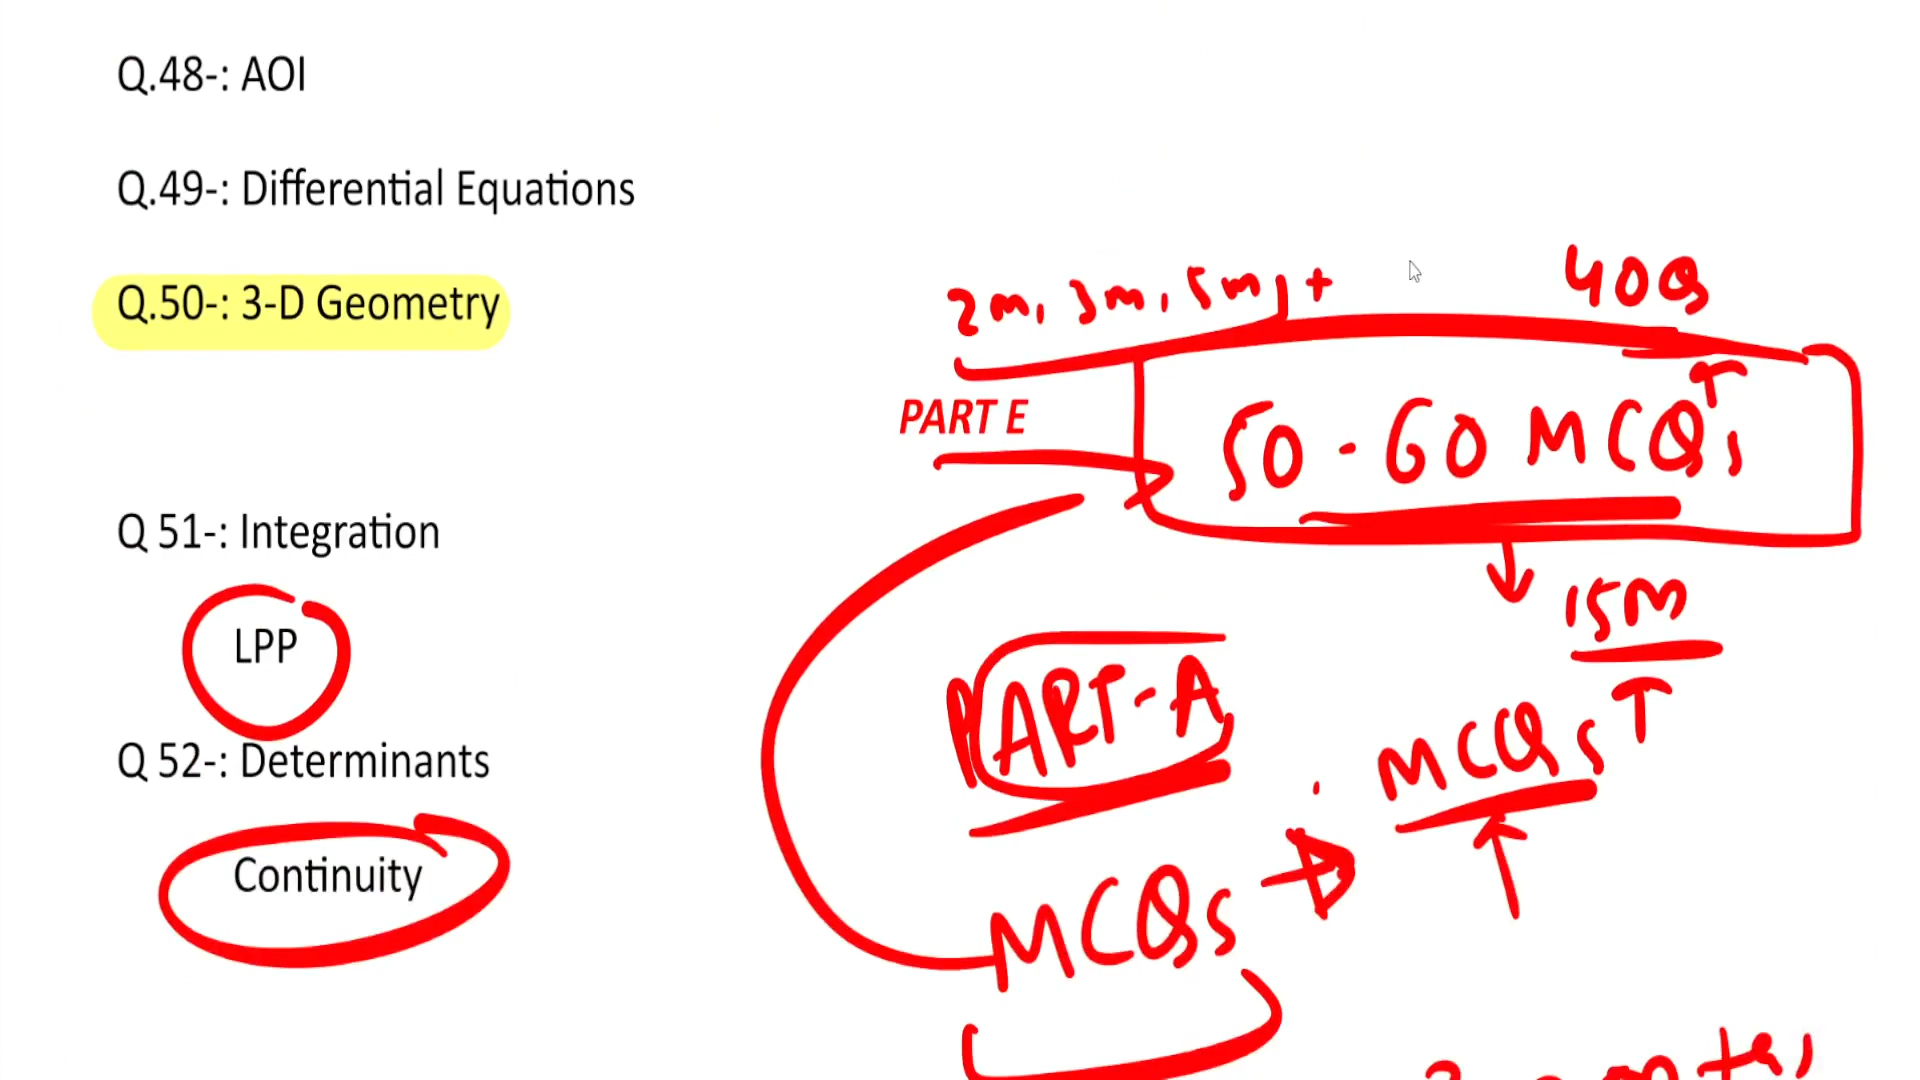 Q.48-: AOI
Q.49-: Differential Equations
Q.50-: 3-D Geometry
2m, 3m, 5m, + 40Q
PART E
50 - 60 MCQs
Q 51-: Integration
15M
LPP
PART-A
MCQs
Q 52-: Determinants
Continuity
MCQs